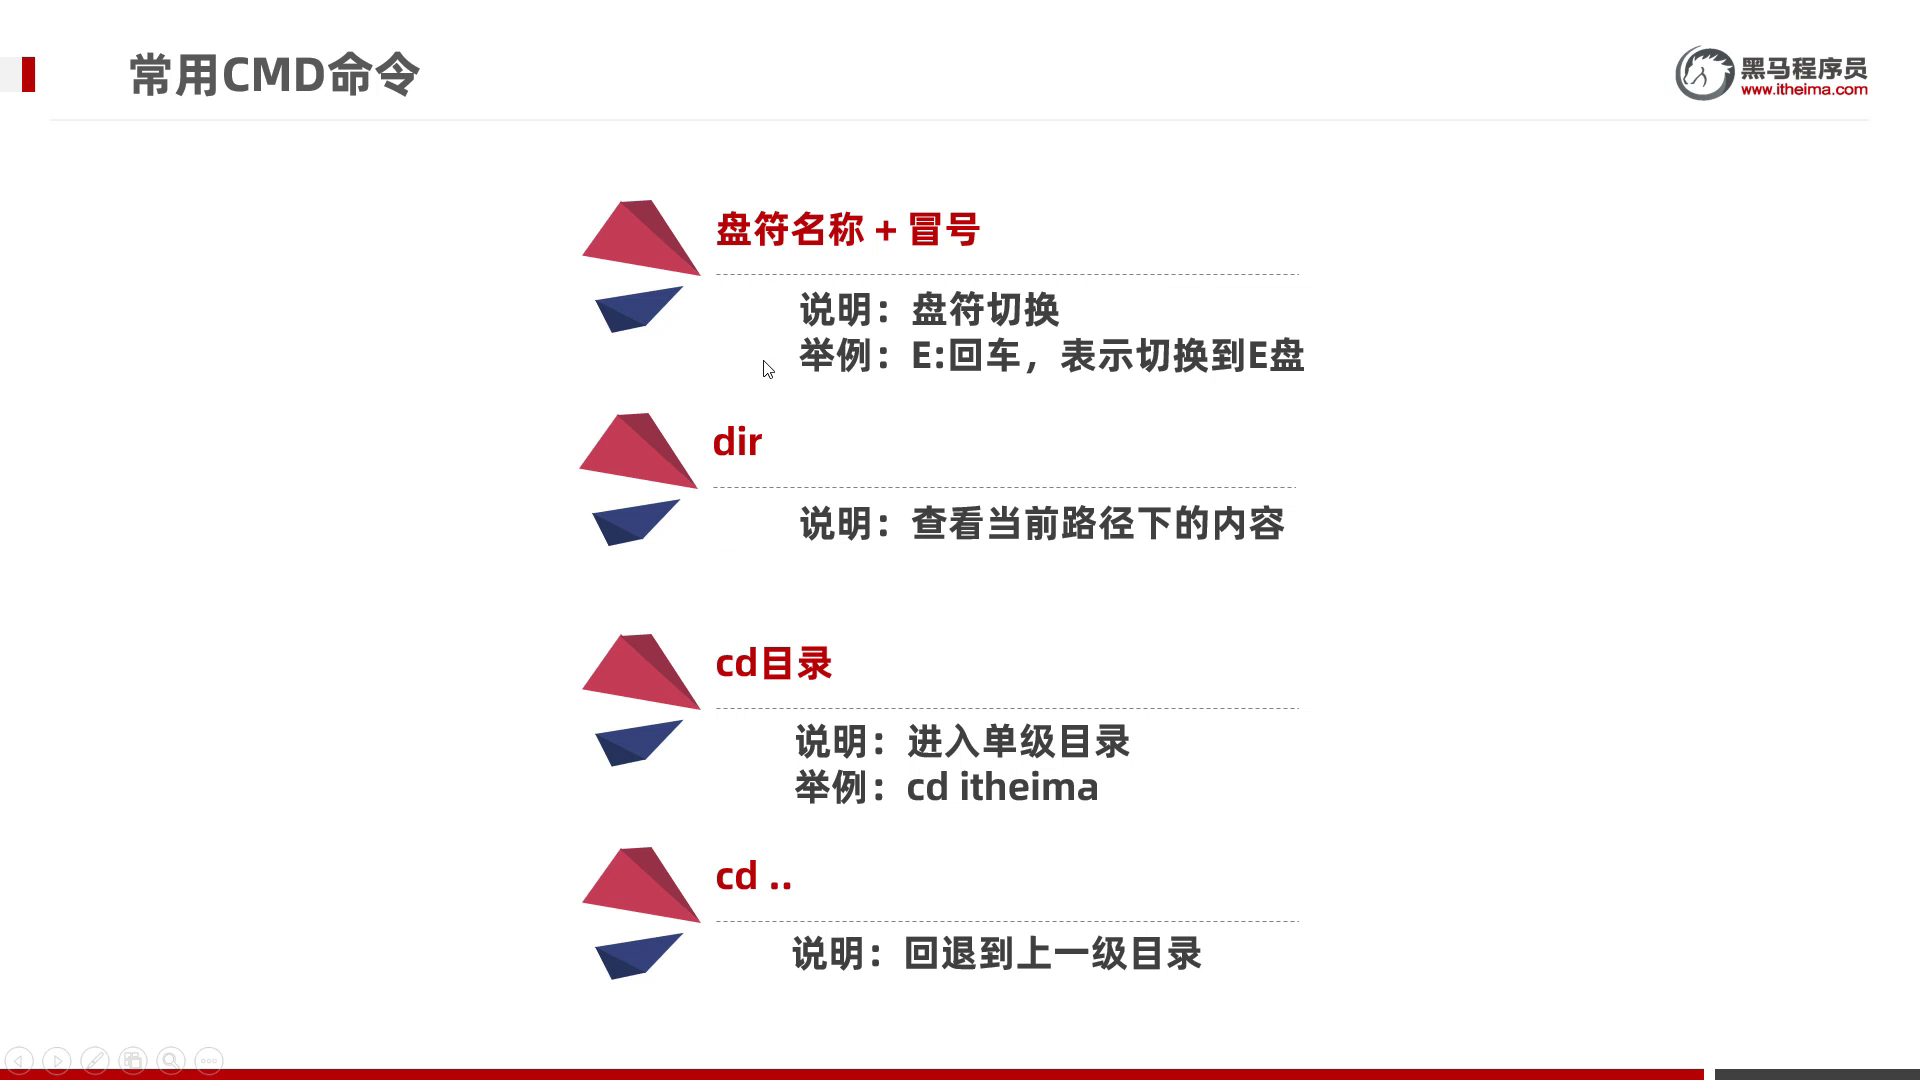 常用CMD命令
黑马程序员
www.itheima.com
盘符名称 + 冒号
说明：盘符切换
举例：E:回车，表示切换到E盘
dir
说明：查看当前路径下的内容
cd目录
说明：进入单级目录
举例：cd itheima
cd ..
说明：回退到上一级目录